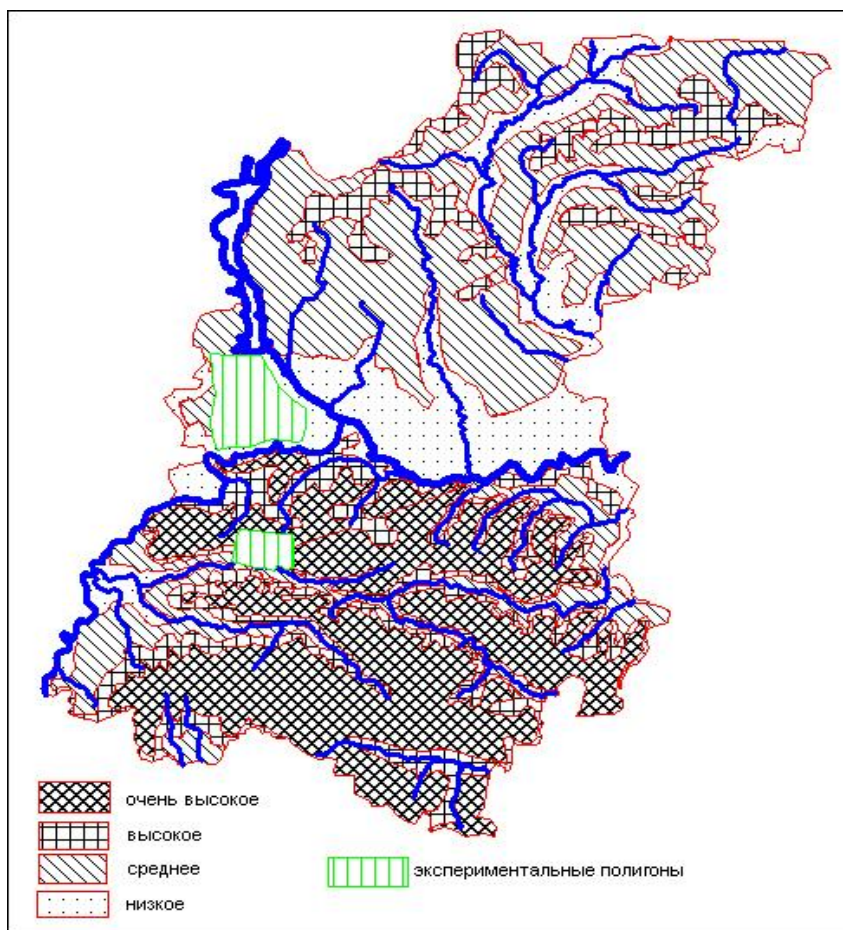 очень высокое
высокое
среднее
экспериментальные полигоны
низкое